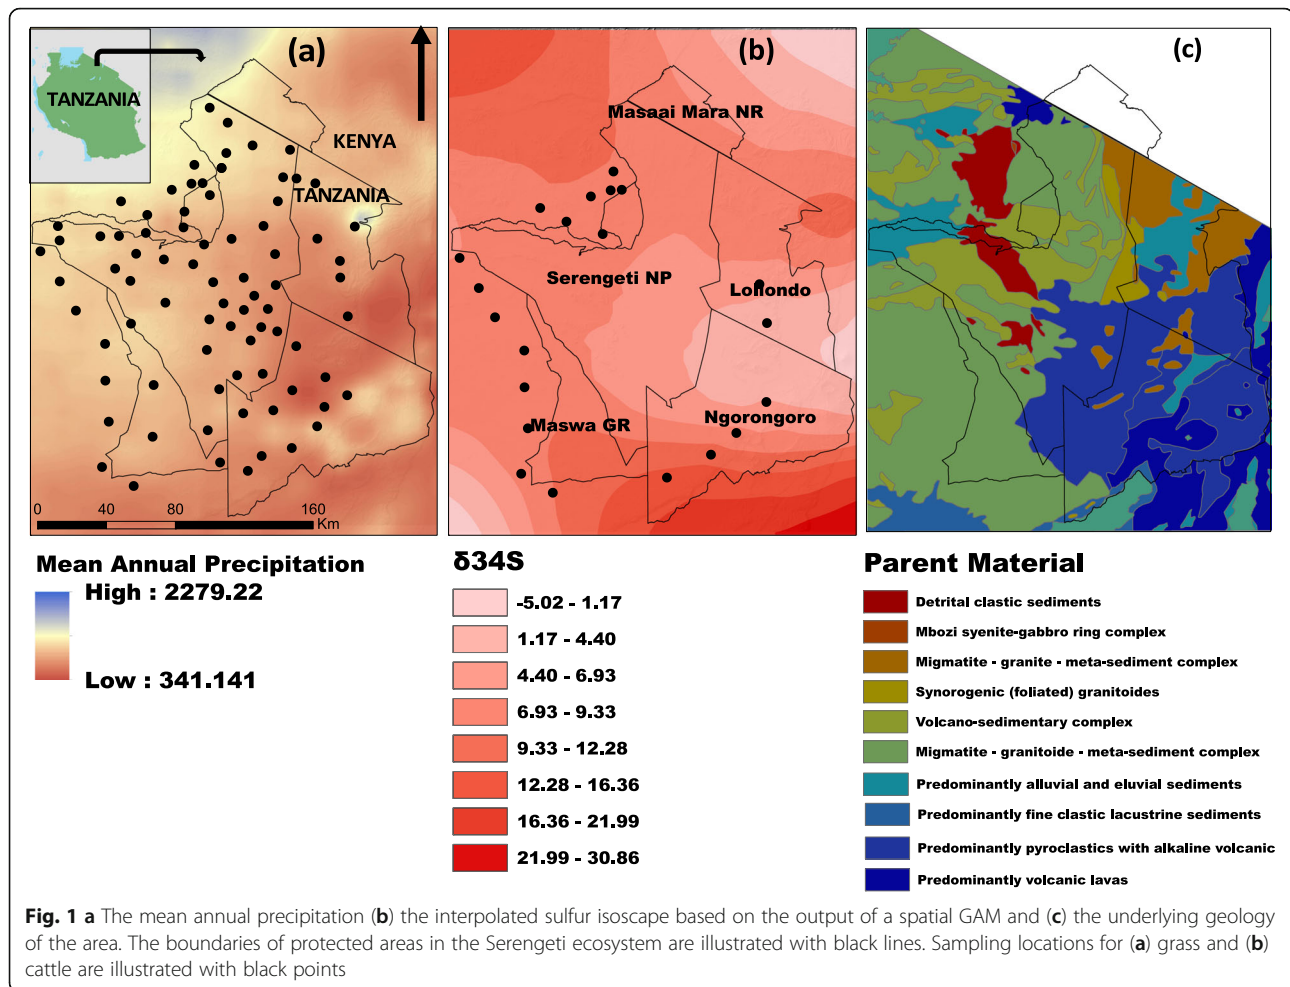 (a)
TANZANIA
KENYA
TANZANIA
0 40 80 160
Km
(b)
Masaai Mara NR
Serengeti NP
Loliondo
Maswa GR
Ngorongoro
(c)
Mean Annual Precipitation
High : 2279.22
Low : 341.141
δ34S
-5.02 - 1.17
1.17 - 4.40
4.40 - 6.93
6.93 - 9.33
9.33 - 12.28
12.28 - 16.36
16.36 - 21.99
21.99 - 30.86
Parent Material
Detrital clastic sediments
Mbozi syenite-gabbro ring complex
Migmatite - granite - meta-sediment complex
Synorogenic (foliated) granitoides
Volcano-sedimentary complex
Migmatite - granitoide - meta-sediment complex
Predominantly alluvial and eluvial sediments
Predominantly fine clastic lacustrine sediments
Predominantly pyroclastics with alkaline volcanic
Predominantly volcanic lavas
Fig. 1 a The mean annual precipitation (b) the interpolated sulfur isoscape based on the output of a spatial GAM and (c) the underlying geology
of the area. The boundaries of protected areas in the Serengeti ecosystem are illustrated with black lines. Sampling locations for (a) grass and (b)
cattle are illustrated with black points